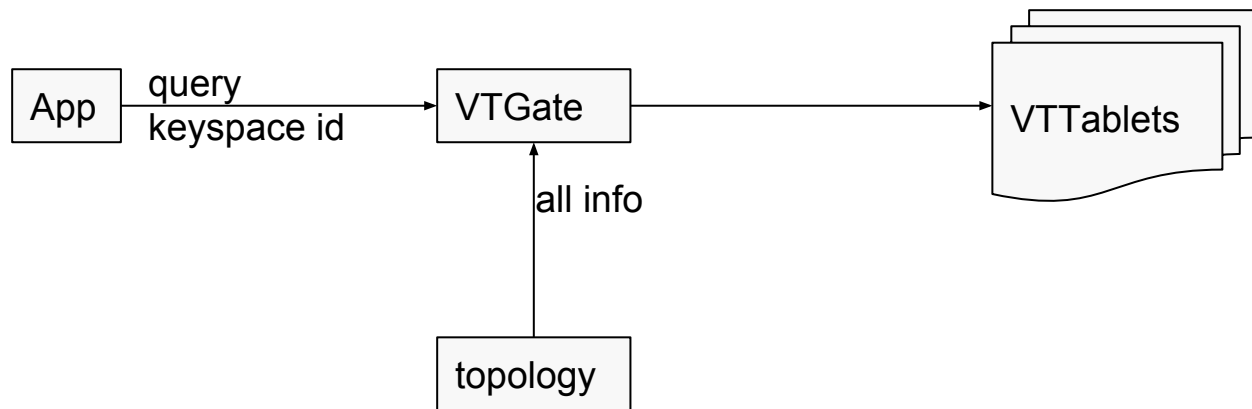 App
query
keyspace id
VTGate
VTTablets
all info
topology